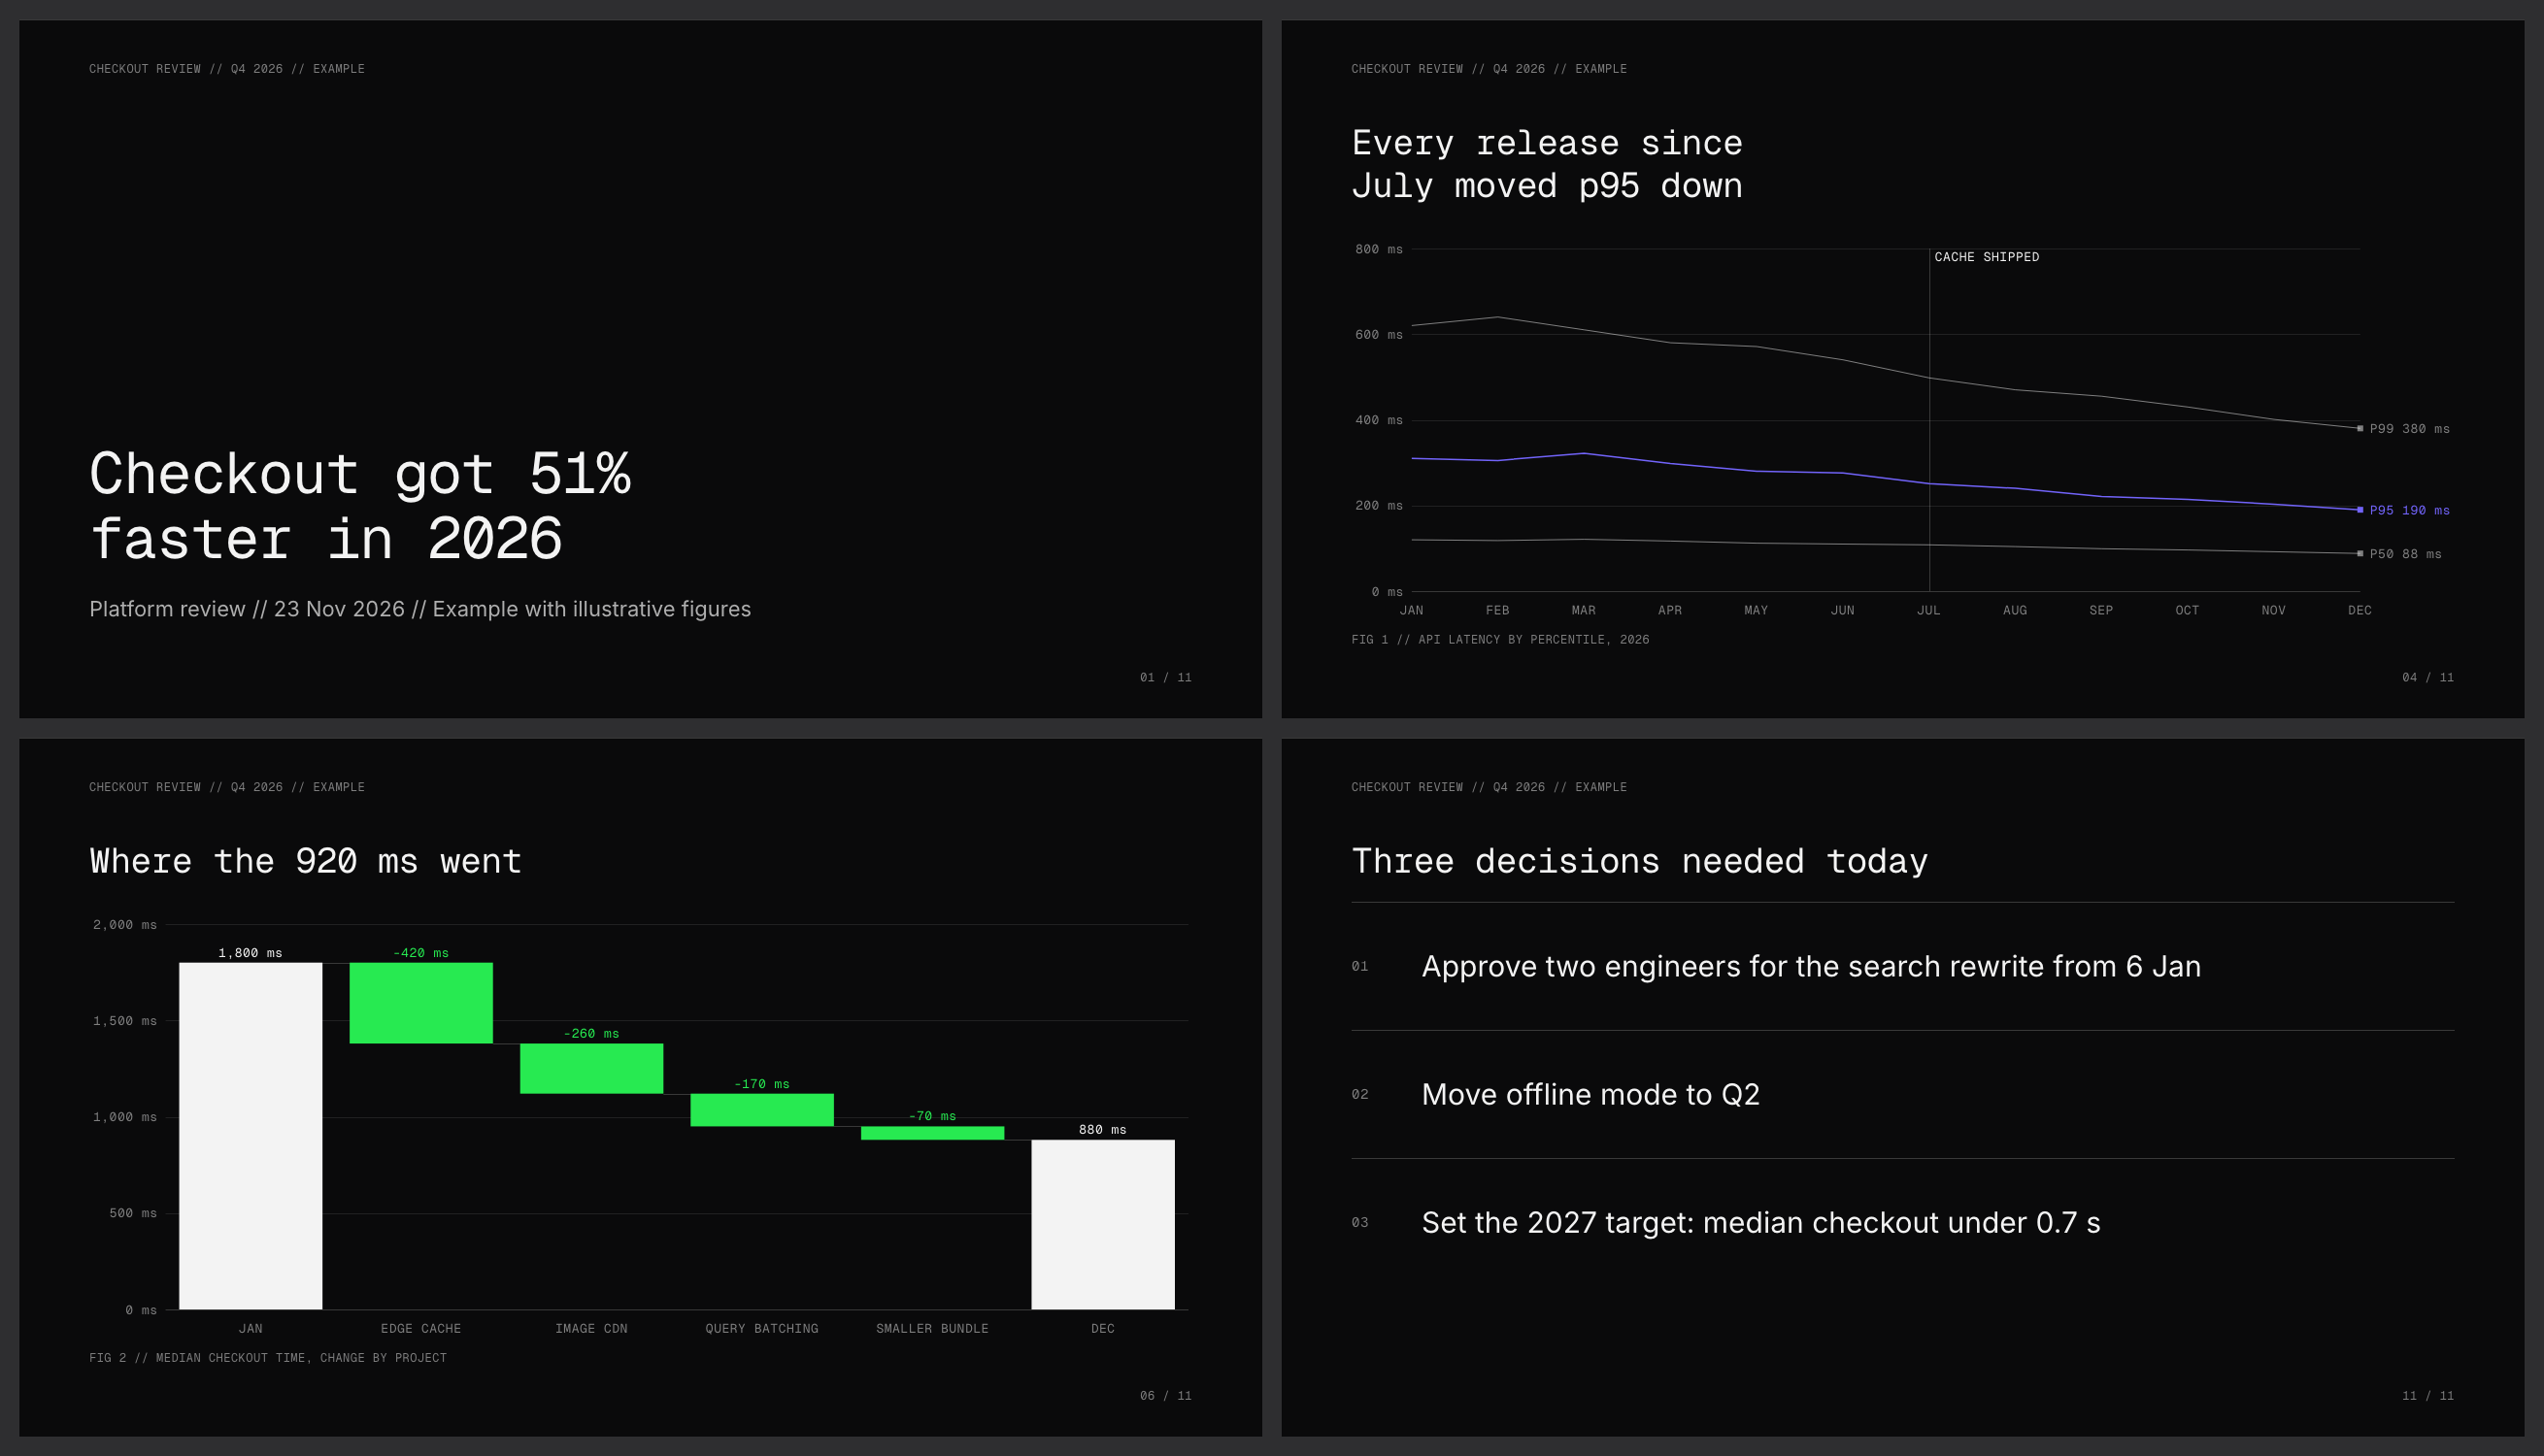 CHECKOUT REVIEW // Q4 2026 // EXAMPLE
Checkout got 51%
faster in 2026
Platform review // 23 Nov 2026 // Example with illustrative figures
01 / 11
CHECKOUT REVIEW // Q4 2026 // EXAMPLE
Every release since
July moved p95 down
800 ms
CACHE SHIPPED
600 ms
400 ms
P99 380 ms
200 ms
P95 190 ms
P50 88 ms
0 ms
JAN FEB MAR APR MAY JUN JUL AUG SEP OCT NOV DEC
FIG 1 // API LATENCY BY PERCENTILE, 2026
04 / 11
CHECKOUT REVIEW // Q4 2026 // EXAMPLE
Where the 920 ms went
2,000 ms
1,800 ms
-420 ms
1,500 ms
-260 ms
-170 ms
1,000 ms
-70 ms
880 ms
500 ms
0 ms
JAN EDGE CACHE IMAGE CDN QUERY BATCHING SMALLER BUNDLE DEC
FIG 2 // MEDIAN CHECKOUT TIME, CHANGE BY PROJECT
06 / 11
CHECKOUT REVIEW // Q4 2026 // EXAMPLE
Three decisions needed today
01 Approve two engineers for the search rewrite from 6 Jan
02 Move offline mode to Q2
03 Set the 2027 target: median checkout under 0.7 s
11 / 11